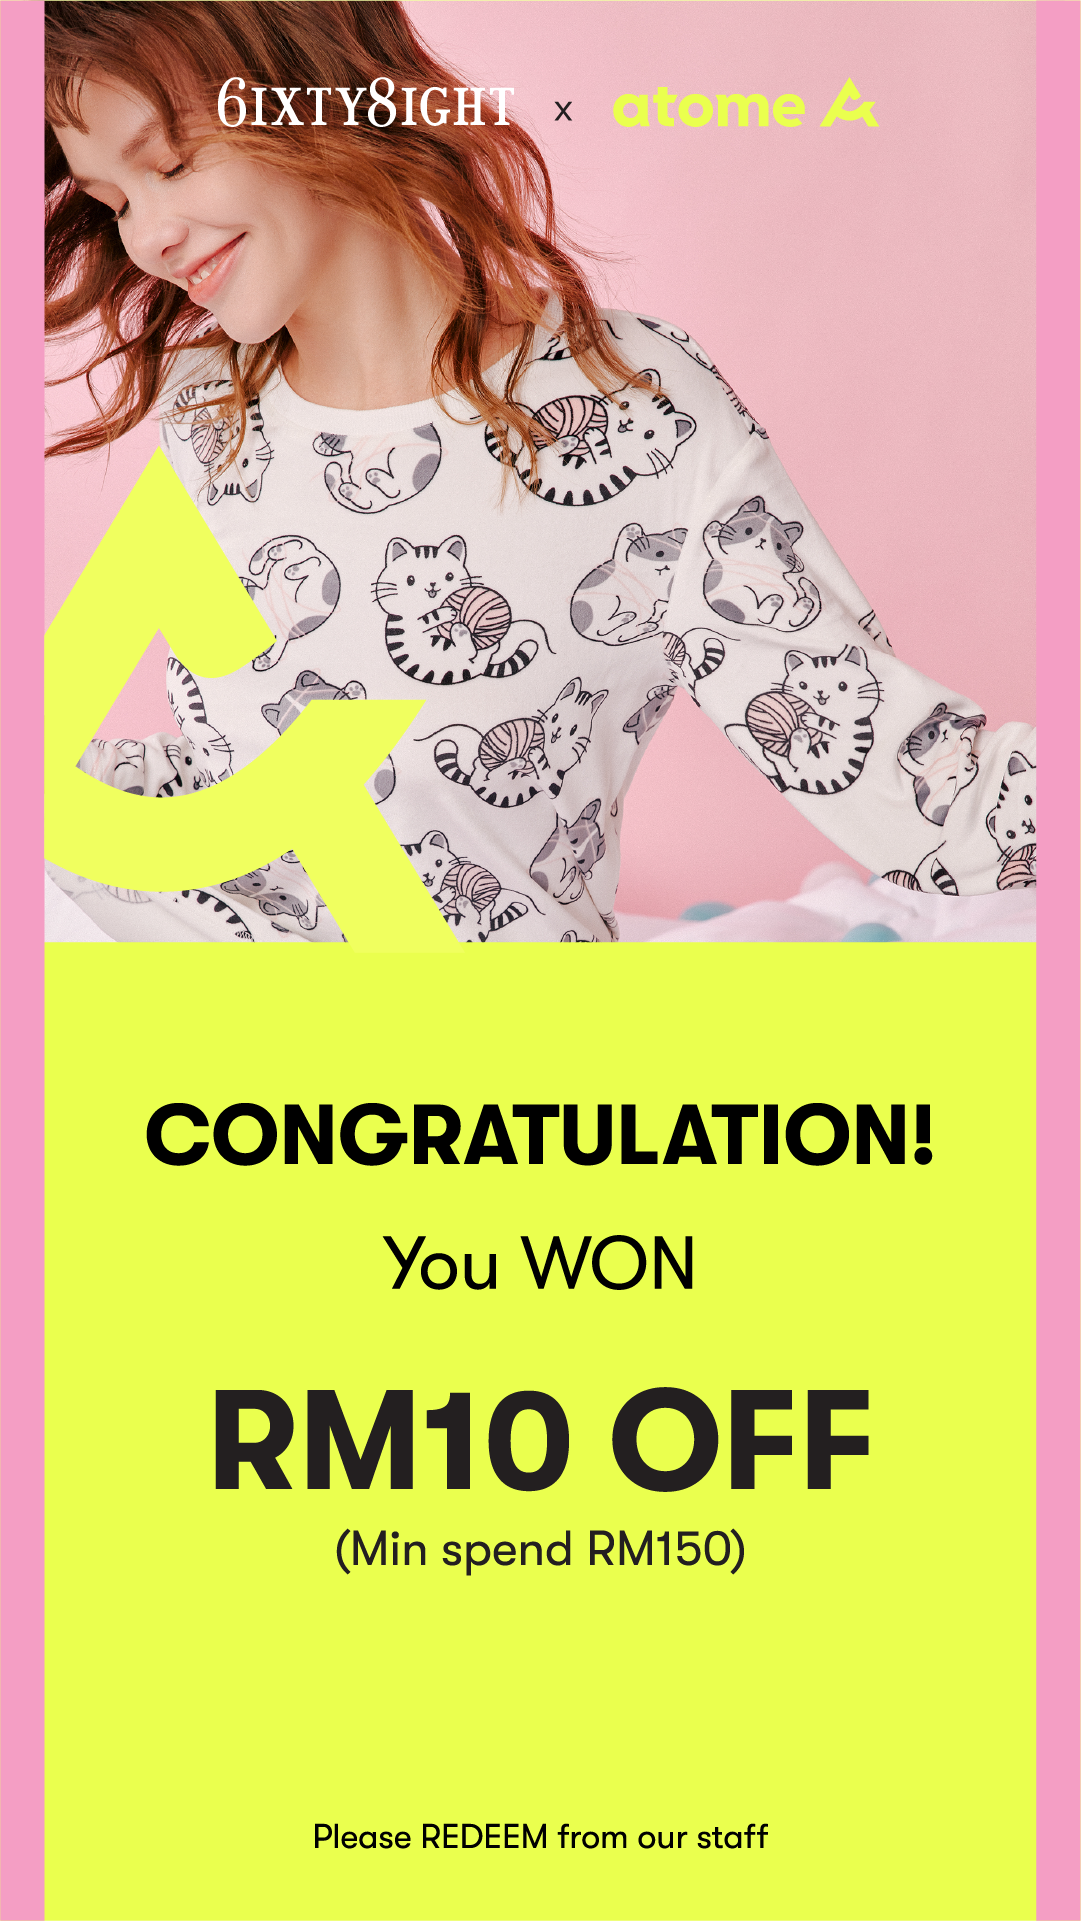 6IXTY8IGHT x atome
CONGRATULATION!
You WON
RM10 OFF
(Min spend RM150)
Please REDEEM from our staff